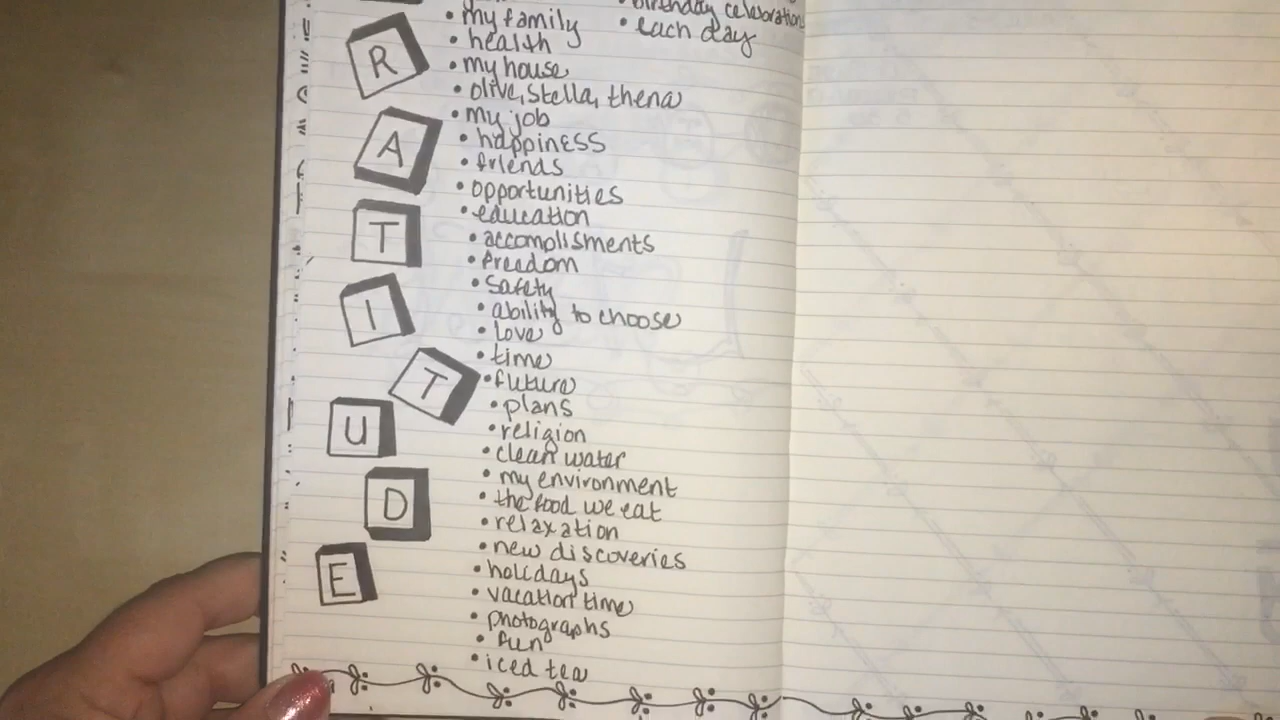 • my family
• health
• my house
• olive, stella, thena
• my job
• happiness
• friends
• opportunities
• education
• accomplisments
• freedom
• safety
• ability to choose
• love
• time
• future
• plans
• religion
• clean water
• my environment
• the food we eat
• relaxation
• new discoveries
• holidays
• vacation time
• photographs
• fun
• iced tea
• birthday celebrations
• each day
R
A
T
I
T
U
D
E